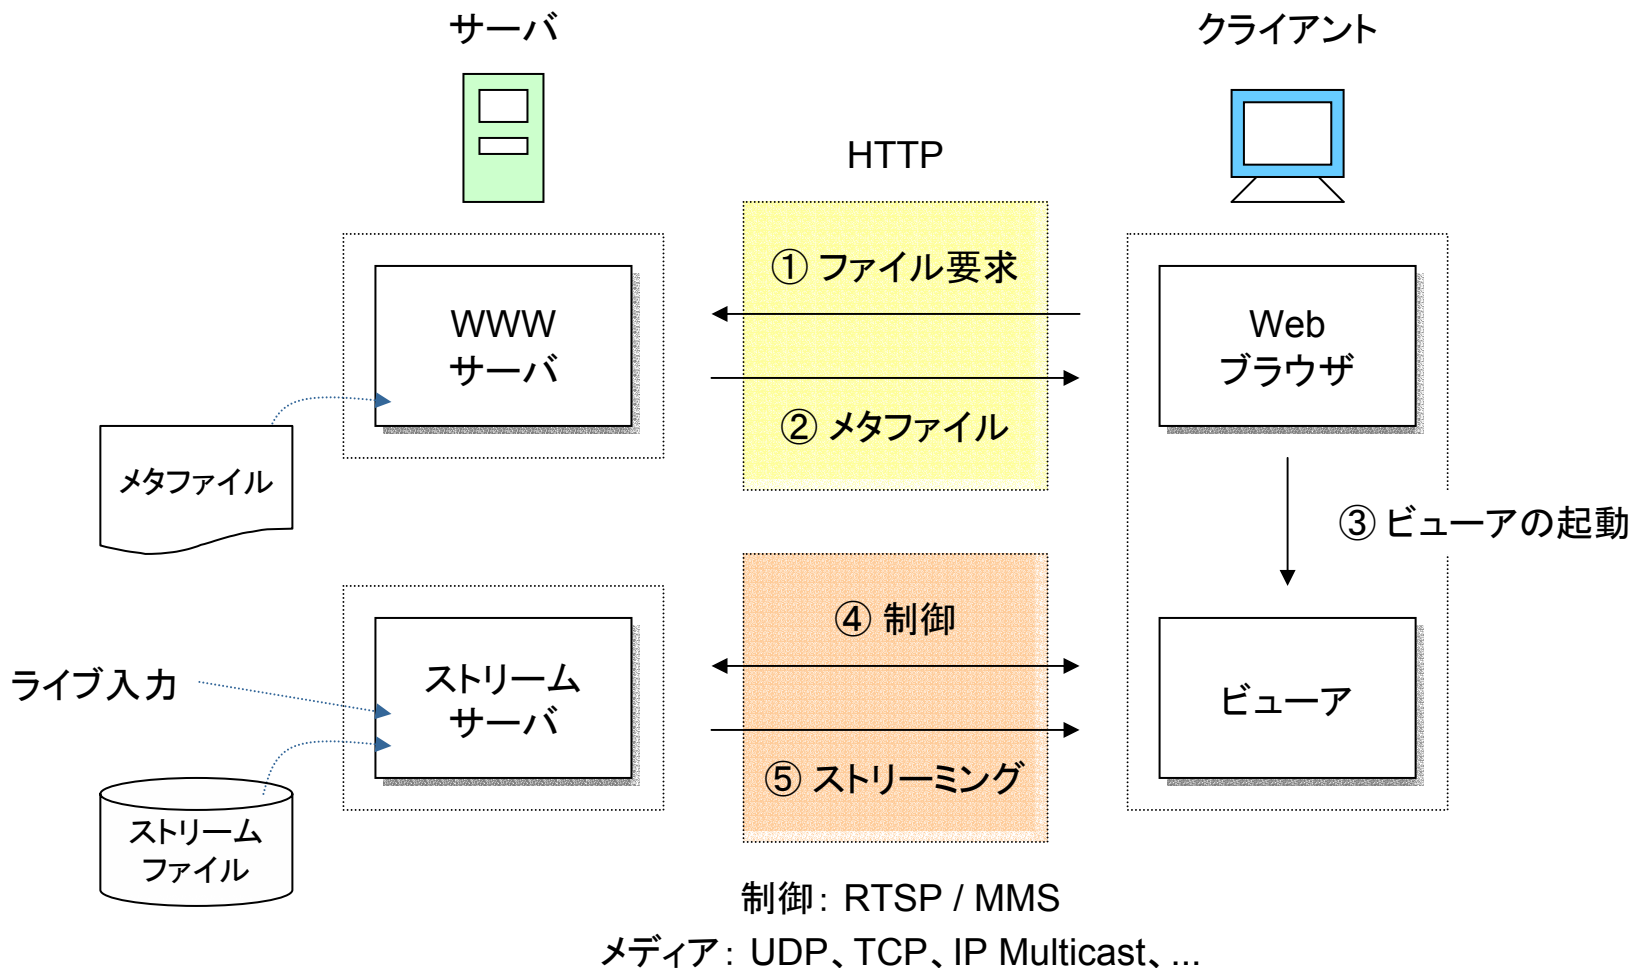 サーバ
クライアント
HTTP
① ファイル要求
WWW
サーバ
Web
ブラウザ
② メタファイル
メタファイル
③ ビューアの起動
④ 制御
ライブ入力
ストリーム
サーバ
ビューア
⑤ ストリーミング
ストリーム
ファイル
制御： RTSP / MMS
メディア： UDP、TCP、IP Multicast、...